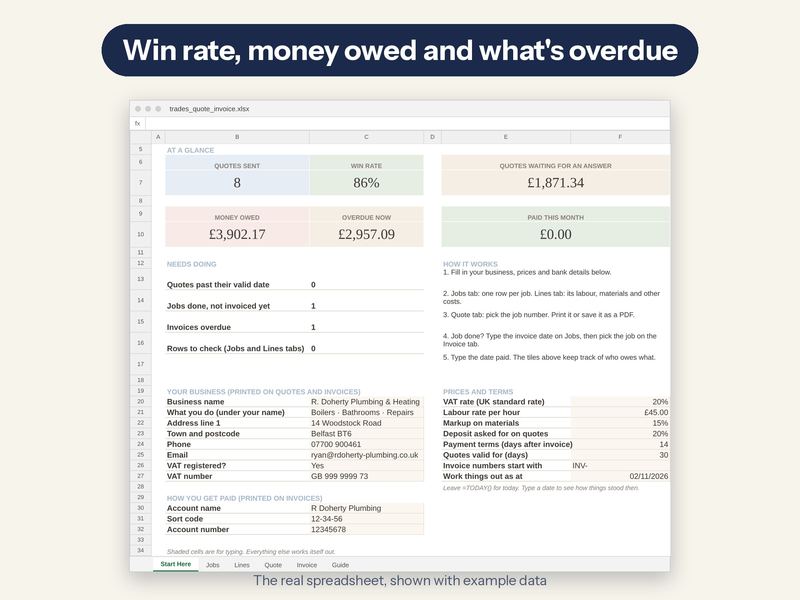 Win rate, money owed and what's overdue
trades_quote_invoice.xlsx
fx
A B C D E F
5 AT A GLANCE
6 QUOTES SENT WIN RATE QUOTES WAITING FOR AN ANSWER
7 8 86% £1,871.34
8
9 MONEY OWED OVERDUE NOW PAID THIS MONTH
10 £3,902.17 £2,957.09 £0.00
11
12 NEEDS DOING HOW IT WORKS
1. Fill in your business, prices and bank details below.
13 Quotes past their valid date 0
2. Jobs tab: one row per job. Lines tab: its labour, materials and other
costs.
14 Jobs done, not invoiced yet 1
3. Quote tab: pick the job number. Print it or save it as a PDF.
15 Invoices overdue 1
4. Job done? Type the invoice date on Jobs, then pick the job on the
Invoice tab.
16 Rows to check (Jobs and Lines tabs) 0
5. Type the date paid. The tiles above keep track of who owes what.
17
18
19 YOUR BUSINESS (PRINTED ON QUOTES AND INVOICES) PRICES AND TERMS
20 Business name R. Doherty Plumbing & Heating VAT rate (UK standard rate) 20%
21 What you do (under your name) Boilers · Bathrooms · Repairs Labour rate per hour £45.00
22 Address line 1 14 Woodstock Road Markup on materials 15%
23 Town and postcode Belfast BT6 Deposit asked for on quotes 20%
24 Phone 07700 900461 Payment terms (days after invoice) 14
25 Email ryan@rdoherty-plumbing.co.uk Quotes valid for (days) 30
26 VAT registered? Yes Invoice numbers start with INV-
27 VAT number GB 999 9999 73 Work things out as at 02/11/2026
28 Leave =TODAY() for today. Type a date to see how things stood then.
29 HOW YOU GET PAID (PRINTED ON INVOICES)
30 Account name R Doherty Plumbing
31 Sort code 12-34-56
32 Account number 12345678
33
34 Shaded cells are for typing. Everything else works itself out.
Start Here Jobs Lines Quote Invoice Guide
The real spreadsheet, shown with example data